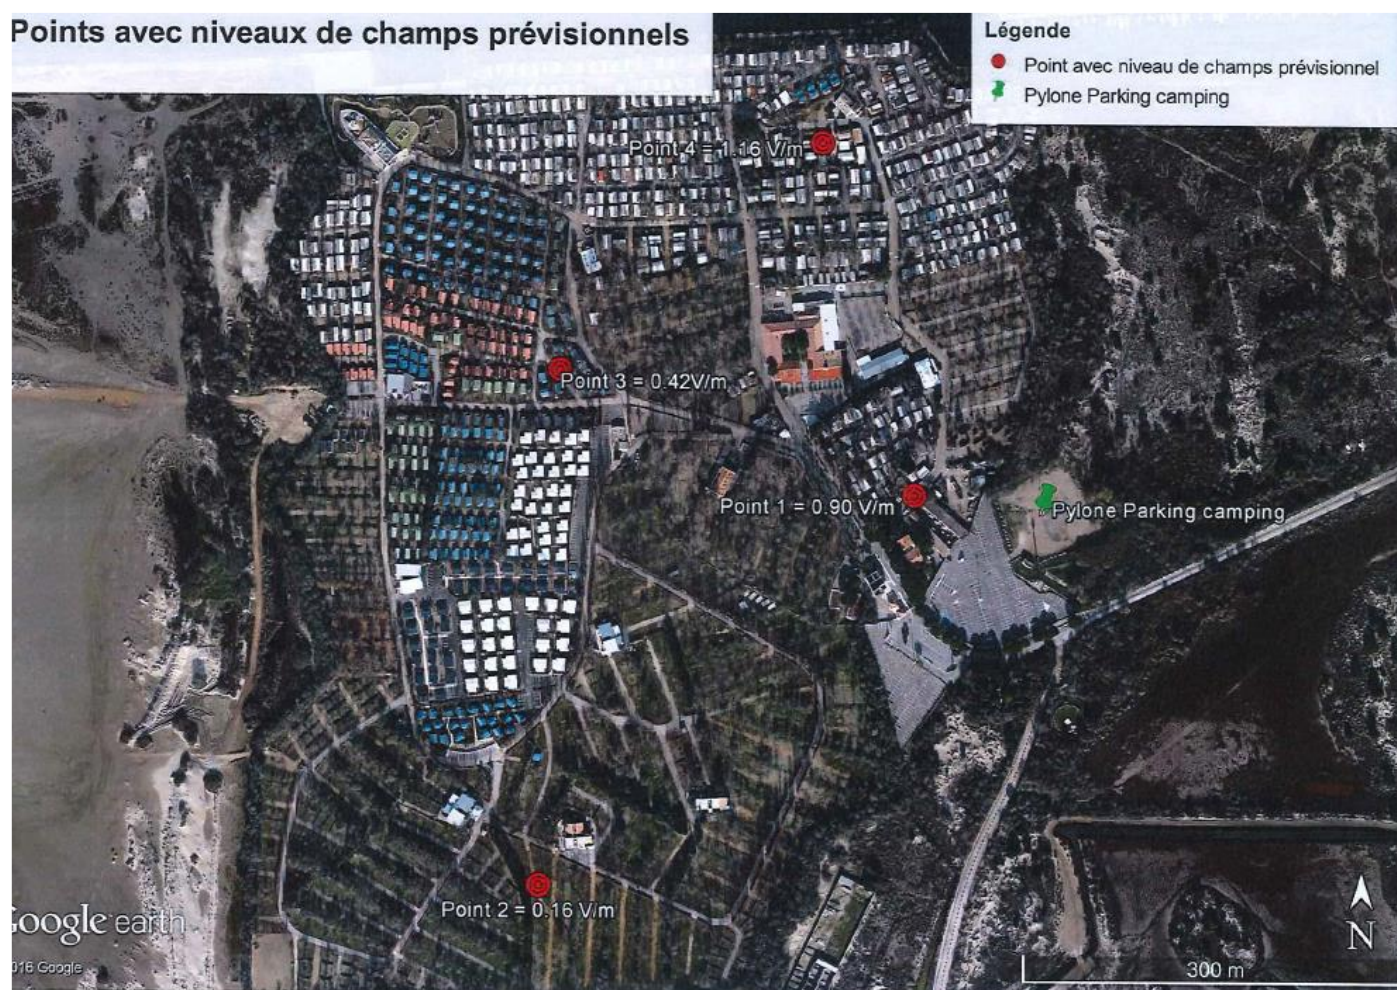 Points avec niveaux de champs prévisionnels
Légende
Point avec niveau de champs prévisionnel
Pylone Parking camping
Point 4 = 1.16 V/m
Point 3 = 0.42V/m
Point 1 = 0.90 V/m
Pylone Parking camping
Point 2 = 0.16 V/m
Google earth
016 Google
N
300 m